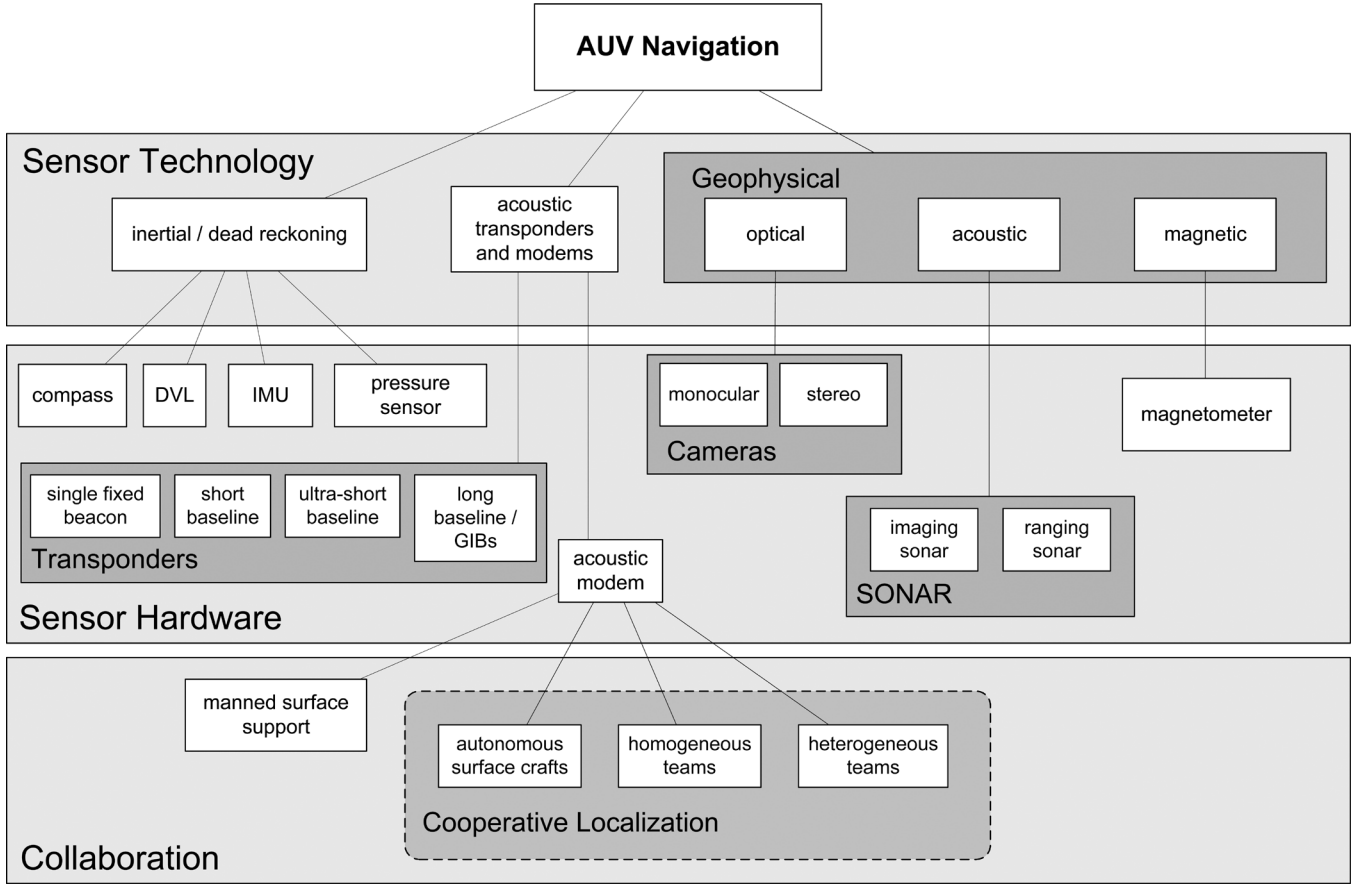 AUV Navigation
Sensor Technology
inertial / dead reckoning
acoustic
transponders
and modems
Geophysical
optical
acoustic
magnetic
compass
DVL
IMU
pressure
sensor
monocular
stereo
Cameras
magnetometer
single fixed
beacon
short
baseline
ultra-short
baseline
long
baseline /
GIBs
Transponders
acoustic
modem
imaging
sonar
ranging
sonar
SONAR
Sensor Hardware
manned surface
support
autonomous
surface crafts
homogeneous
teams
heterogeneous
teams
Cooperative Localization
Collaboration